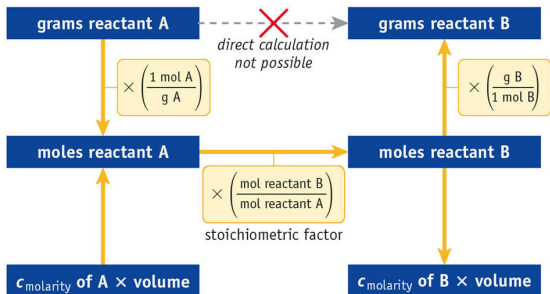 grams reactant A
grams reactant B
direct calculation
not possible
× (1 mol A / g A)
× (g B / 1 mol B)
moles reactant A
moles reactant B
× (mol reactant B / mol reactant A)
stoichiometric factor
c molarity of A × volume
c molarity of B × volume